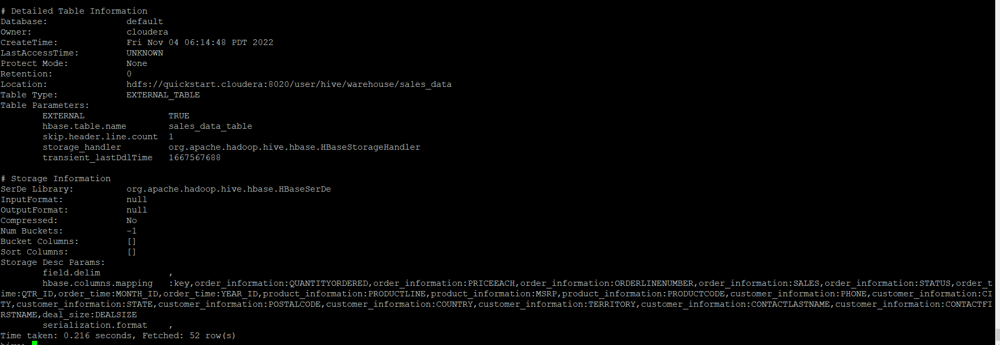 # Detailed Table Information
Database: default
Owner: cloudera
CreateTime: Fri Nov 04 06:14:48 PDT 2022
LastAccessTime: UNKNOWN
Protect Mode: None
Retention: 0
Location: hdfs://quickstart.cloudera:8020/user/hive/warehouse/sales_data
Table Type: EXTERNAL_TABLE
Table Parameters:
EXTERNAL TRUE
hbase.table.name sales_data_table
skip.header.line.count 1
storage_handler org.apache.hadoop.hive.hbase.HBaseStorageHandler
transient_lastDdlTime 1667567688
# Storage Information
SerDe Library: org.apache.hadoop.hive.hbase.HBaseSerDe
InputFormat: null
OutputFormat: null
Compressed: No
Num Buckets: -1
Bucket Columns: []
Sort Columns: []
Storage Desc Params:
field.delim ,
hbase.columns.mapping :key,order_information:QUANTITYORDERED,order_information:PRICEEACH,order_information:ORDERLINENUMBER,order_information:SALES,order_information:STATUS,order_t
ime:QTR_ID,order_time:MONTH_ID,order_time:YEAR_ID,product_information:PRODUCTLINE,product_information:MSRP,product_information:PRODUCTCODE,customer_information:PHONE,customer_information:CI
TY,customer_information:STATE,customer_information:POSTALCODE,customer_information:COUNTRY,customer_information:TERRITORY,customer_information:CONTACTLASTNAME,customer_information:CONTACTFI
RSTNAME,deal_size:DEALSIZE
serialization.format ,
Time taken: 0.216 seconds, Fetched: 52 row(s)